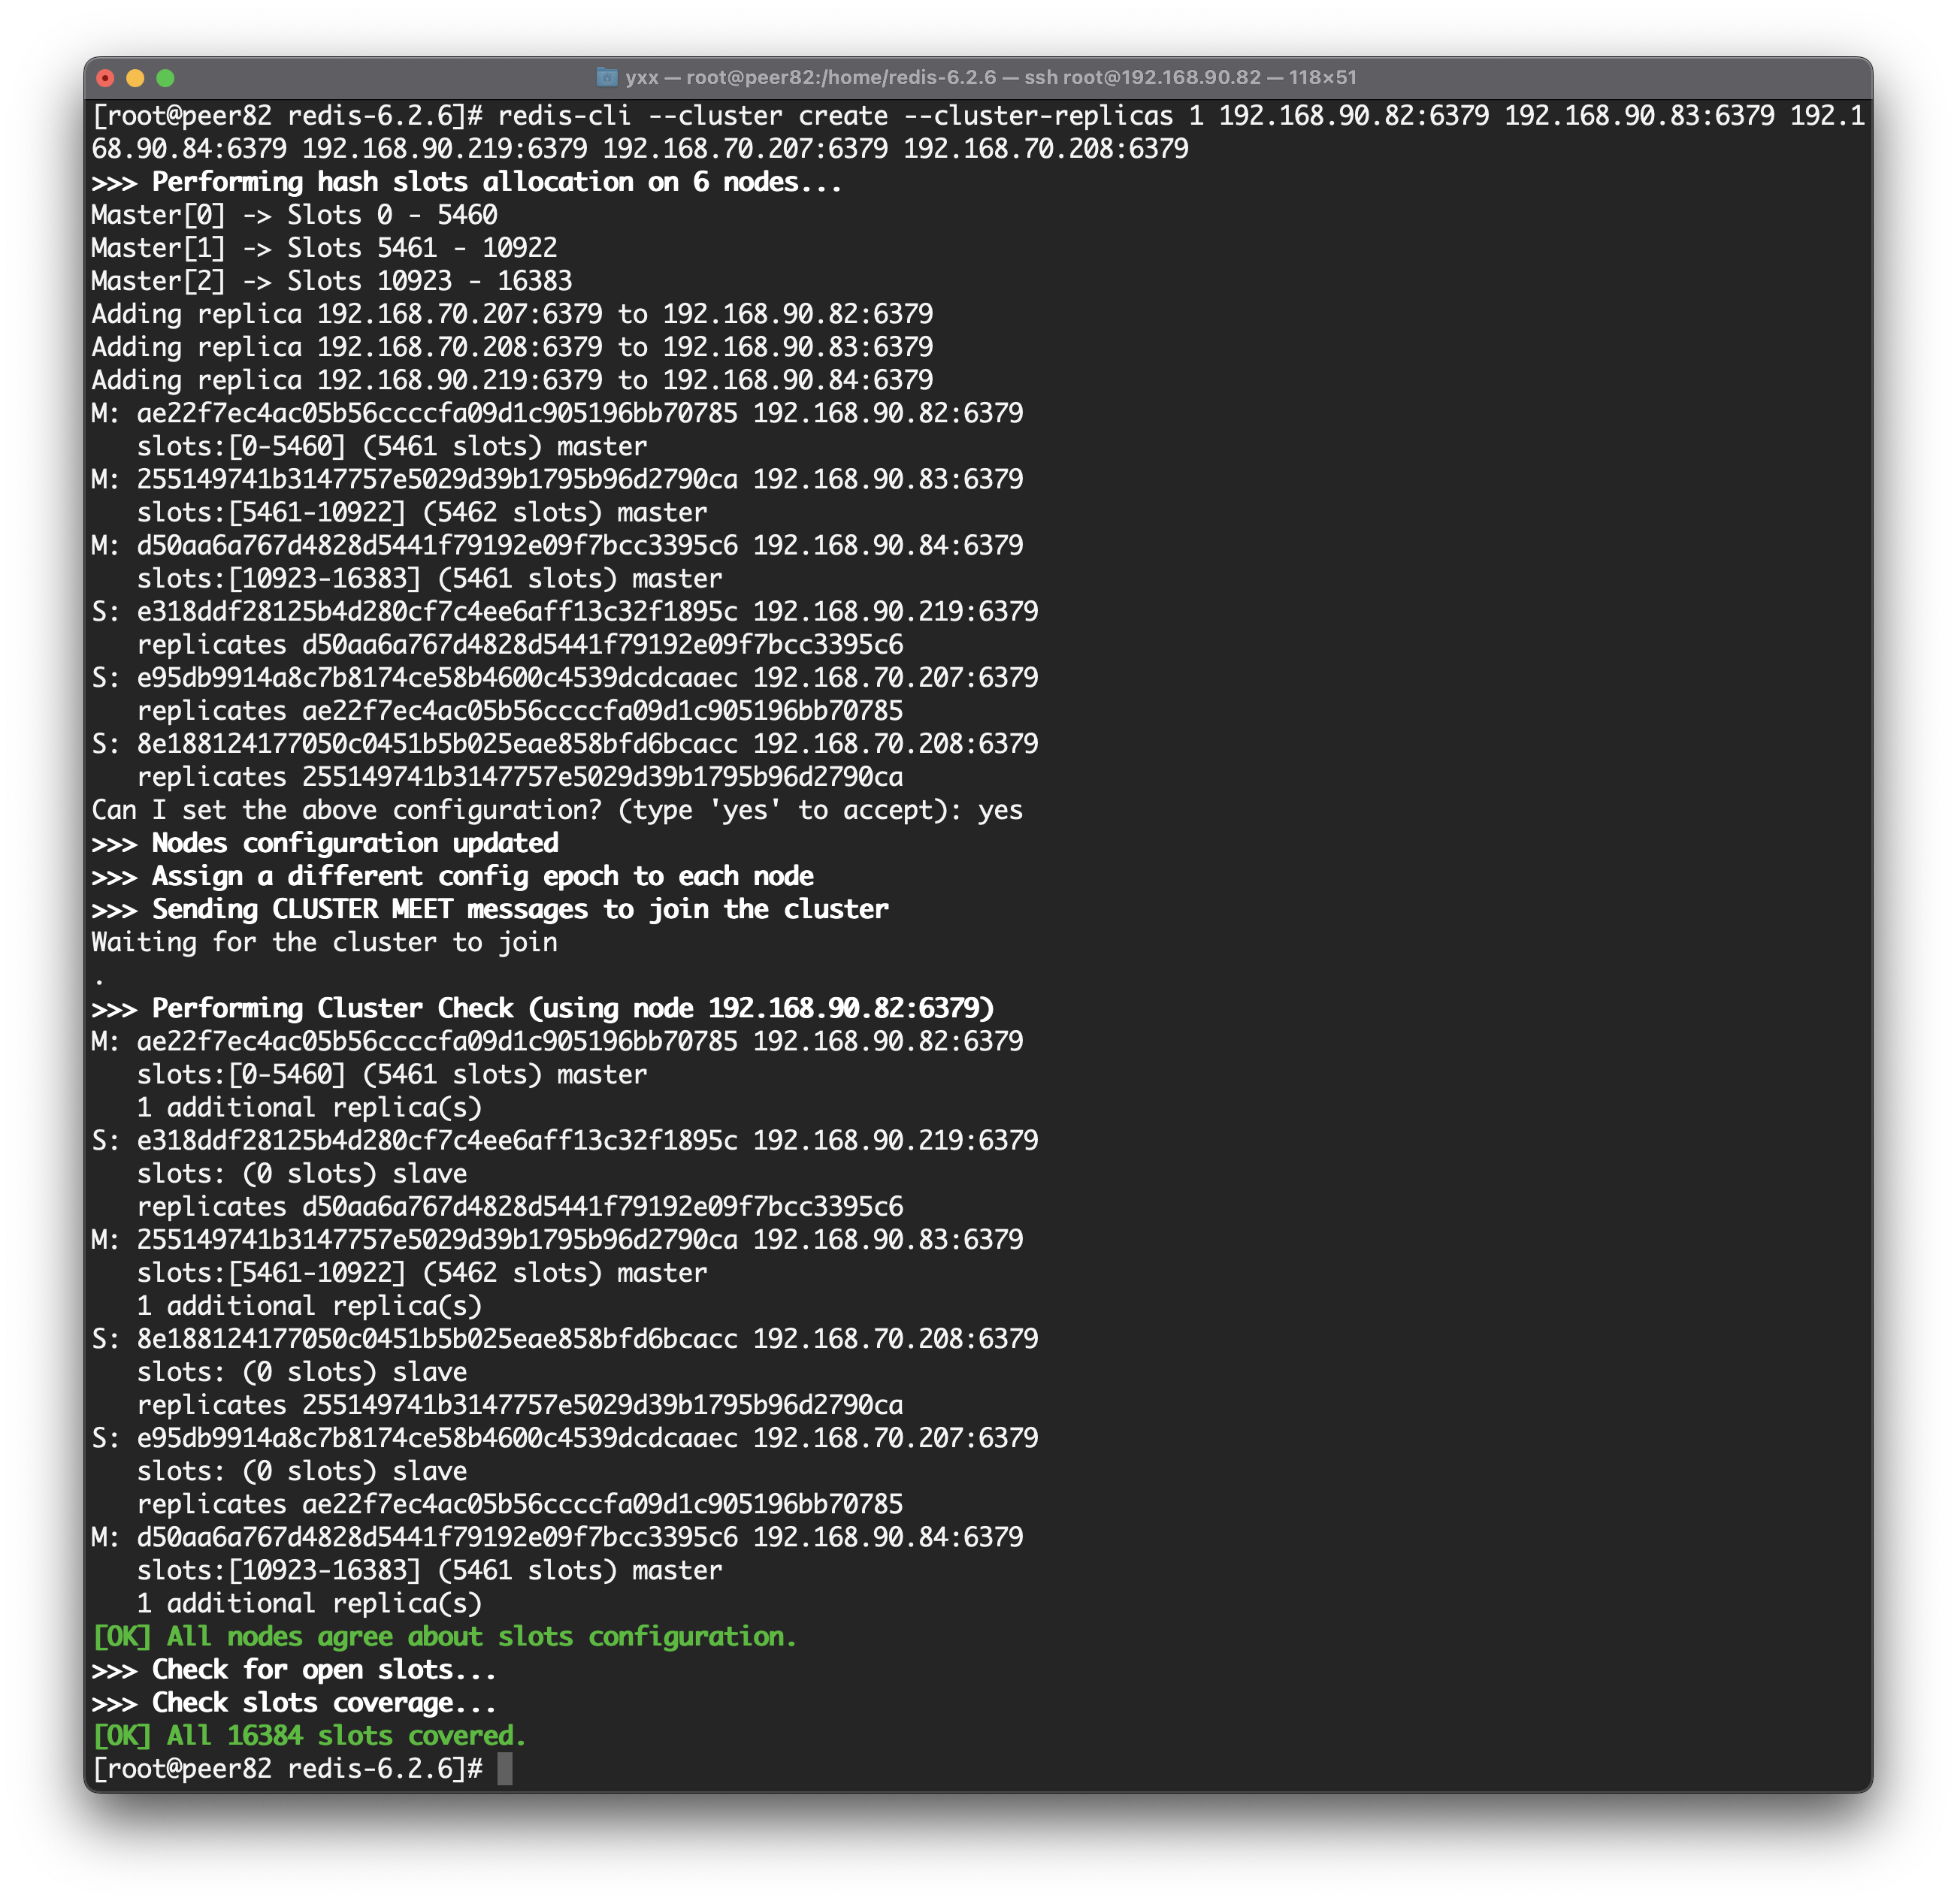 yxx — root@peer82:/home/redis-6.2.6 — ssh root@192.168.90.82 — 118×51
[root@peer82 redis-6.2.6]# redis-cli --cluster create --cluster-replicas 1 192.168.90.82:6379 192.168.90.83:6379 192.1
68.90.84:6379 192.168.90.219:6379 192.168.70.207:6379 192.168.70.208:6379
>>> Performing hash slots allocation on 6 nodes...
Master[0] -> Slots 0 - 5460
Master[1] -> Slots 5461 - 10922
Master[2] -> Slots 10923 - 16383
Adding replica 192.168.70.207:6379 to 192.168.90.82:6379
Adding replica 192.168.70.208:6379 to 192.168.90.83:6379
Adding replica 192.168.90.219:6379 to 192.168.90.84:6379
M: ae22f7ec4ac05b56ccccfa09d1c905196bb70785 192.168.90.82:6379
   slots:[0-5460] (5461 slots) master
M: 255149741b3147757e5029d39b1795b96d2790ca 192.168.90.83:6379
   slots:[5461-10922] (5462 slots) master
M: d50aa6a767d4828d5441f79192e09f7bcc3395c6 192.168.90.84:6379
   slots:[10923-16383] (5461 slots) master
S: e318ddf28125b4d280cf7c4ee6aff13c32f1895c 192.168.90.219:6379
   replicates d50aa6a767d4828d5441f79192e09f7bcc3395c6
S: e95db9914a8c7b8174ce58b4600c4539dcdcaaec 192.168.70.207:6379
   replicates ae22f7ec4ac05b56ccccfa09d1c905196bb70785
S: 8e188124177050c0451b5b025eae858bfd6bcacc 192.168.70.208:6379
   replicates 255149741b3147757e5029d39b1795b96d2790ca
Can I set the above configuration? (type 'yes' to accept): yes
>>> Nodes configuration updated
>>> Assign a different config epoch to each node
>>> Sending CLUSTER MEET messages to join the cluster
Waiting for the cluster to join
.
>>> Performing Cluster Check (using node 192.168.90.82:6379)
M: ae22f7ec4ac05b56ccccfa09d1c905196bb70785 192.168.90.82:6379
   slots:[0-5460] (5461 slots) master
   1 additional replica(s)
S: e318ddf28125b4d280cf7c4ee6aff13c32f1895c 192.168.90.219:6379
   slots: (0 slots) slave
   replicates d50aa6a767d4828d5441f79192e09f7bcc3395c6
M: 255149741b3147757e5029d39b1795b96d2790ca 192.168.90.83:6379
   slots:[5461-10922] (5462 slots) master
   1 additional replica(s)
S: 8e188124177050c0451b5b025eae858bfd6bcacc 192.168.70.208:6379
   slots: (0 slots) slave
   replicates 255149741b3147757e5029d39b1795b96d2790ca
S: e95db9914a8c7b8174ce58b4600c4539dcdcaaec 192.168.70.207:6379
   slots: (0 slots) slave
   replicates ae22f7ec4ac05b56ccccfa09d1c905196bb70785
M: d50aa6a767d4828d5441f79192e09f7bcc3395c6 192.168.90.84:6379
   slots:[10923-16383] (5461 slots) master
   1 additional replica(s)
[OK] All nodes agree about slots configuration.
>>> Check for open slots...
>>> Check slots coverage...
[OK] All 16384 slots covered.
[root@peer82 redis-6.2.6]#